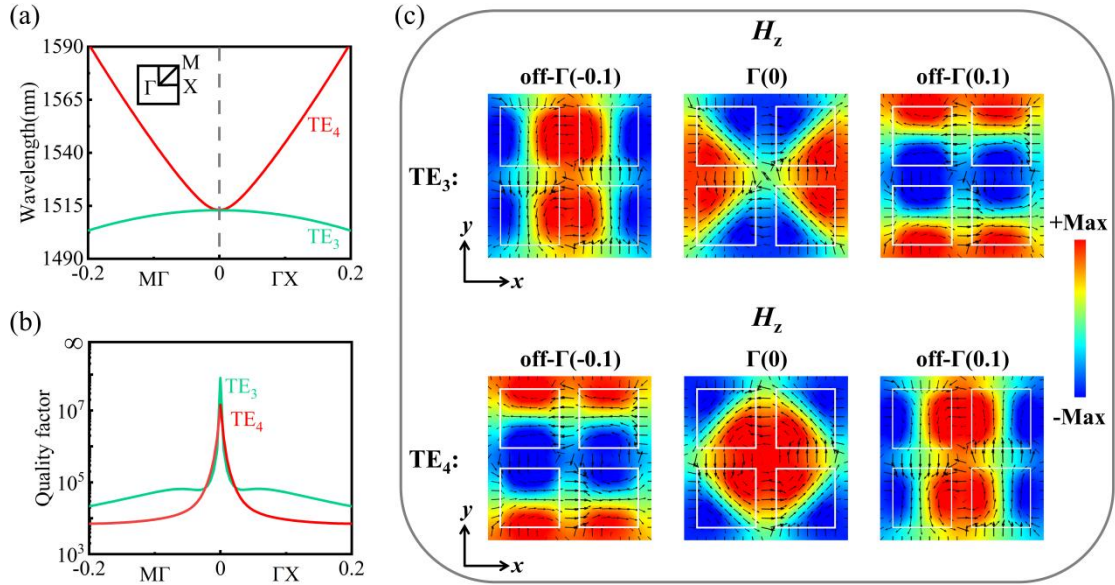 (a)
1590
1565
1540
1515
1490
Wavelength(nm)
M
Γ X
TE4
TE3
-0.2 MΓ 0 ΓX 0.2
(b)
∞
10^7
10^5
10^3
Quality factor
TE3
TE4
-0.2 MΓ 0 ΓX 0.2
(c)
Hz
off-Γ(-0.1) Γ(0) off-Γ(0.1)
TE3:
y
x
+Max
-Max
Hz
off-Γ(-0.1) Γ(0) off-Γ(0.1)
TE4:
y
x